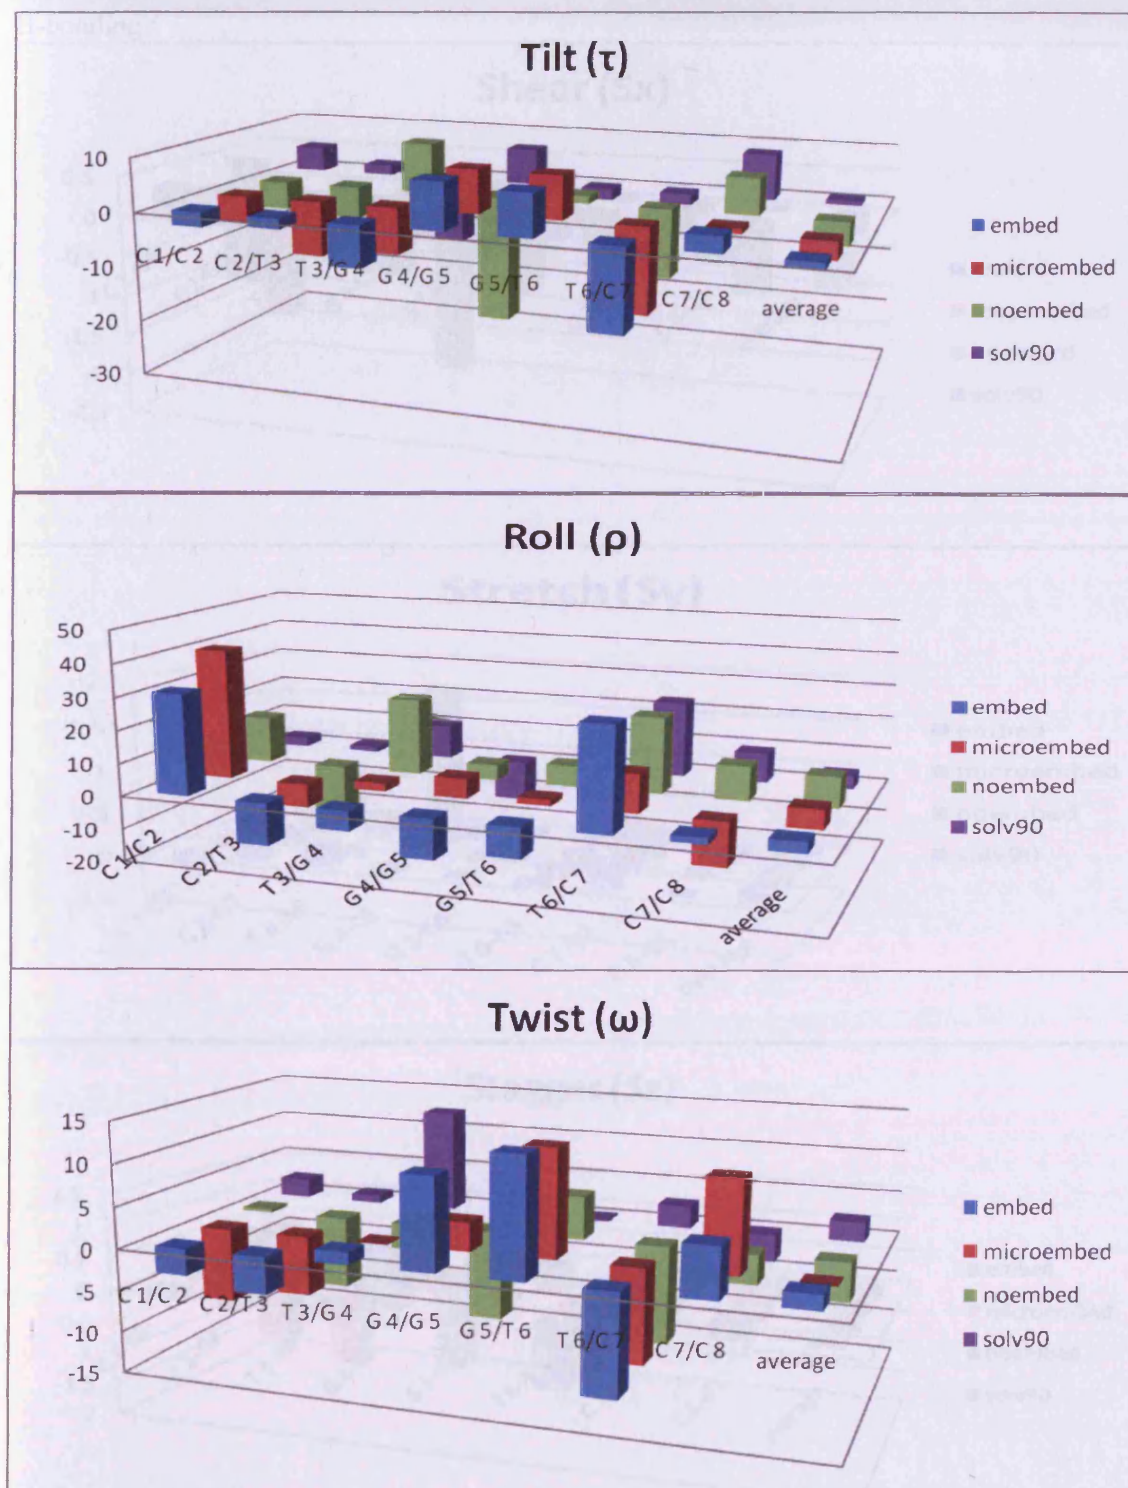 Tilt (τ)
10
0
-10
-20
-30
C1/C2
C2/T3
T3/G4
G4/G5
G5/T6
T6/C7
C7/C8
average
embed
microembed
noembed
solv90
Roll (ρ)
50
40
30
20
10
0
-10
-20
C1/C2
C2/T3
T3/G4
G4/G5
G5/T6
T6/C7
C7/C8
average
embed
microembed
noembed
solv90
Twist (ω)
15
10
5
0
-5
-10
-15
C1/C2
C2/T3
T3/G4
G4/G5
G5/T6
T6/C7
C7/C8
average
embed
microembed
noembed
solv90